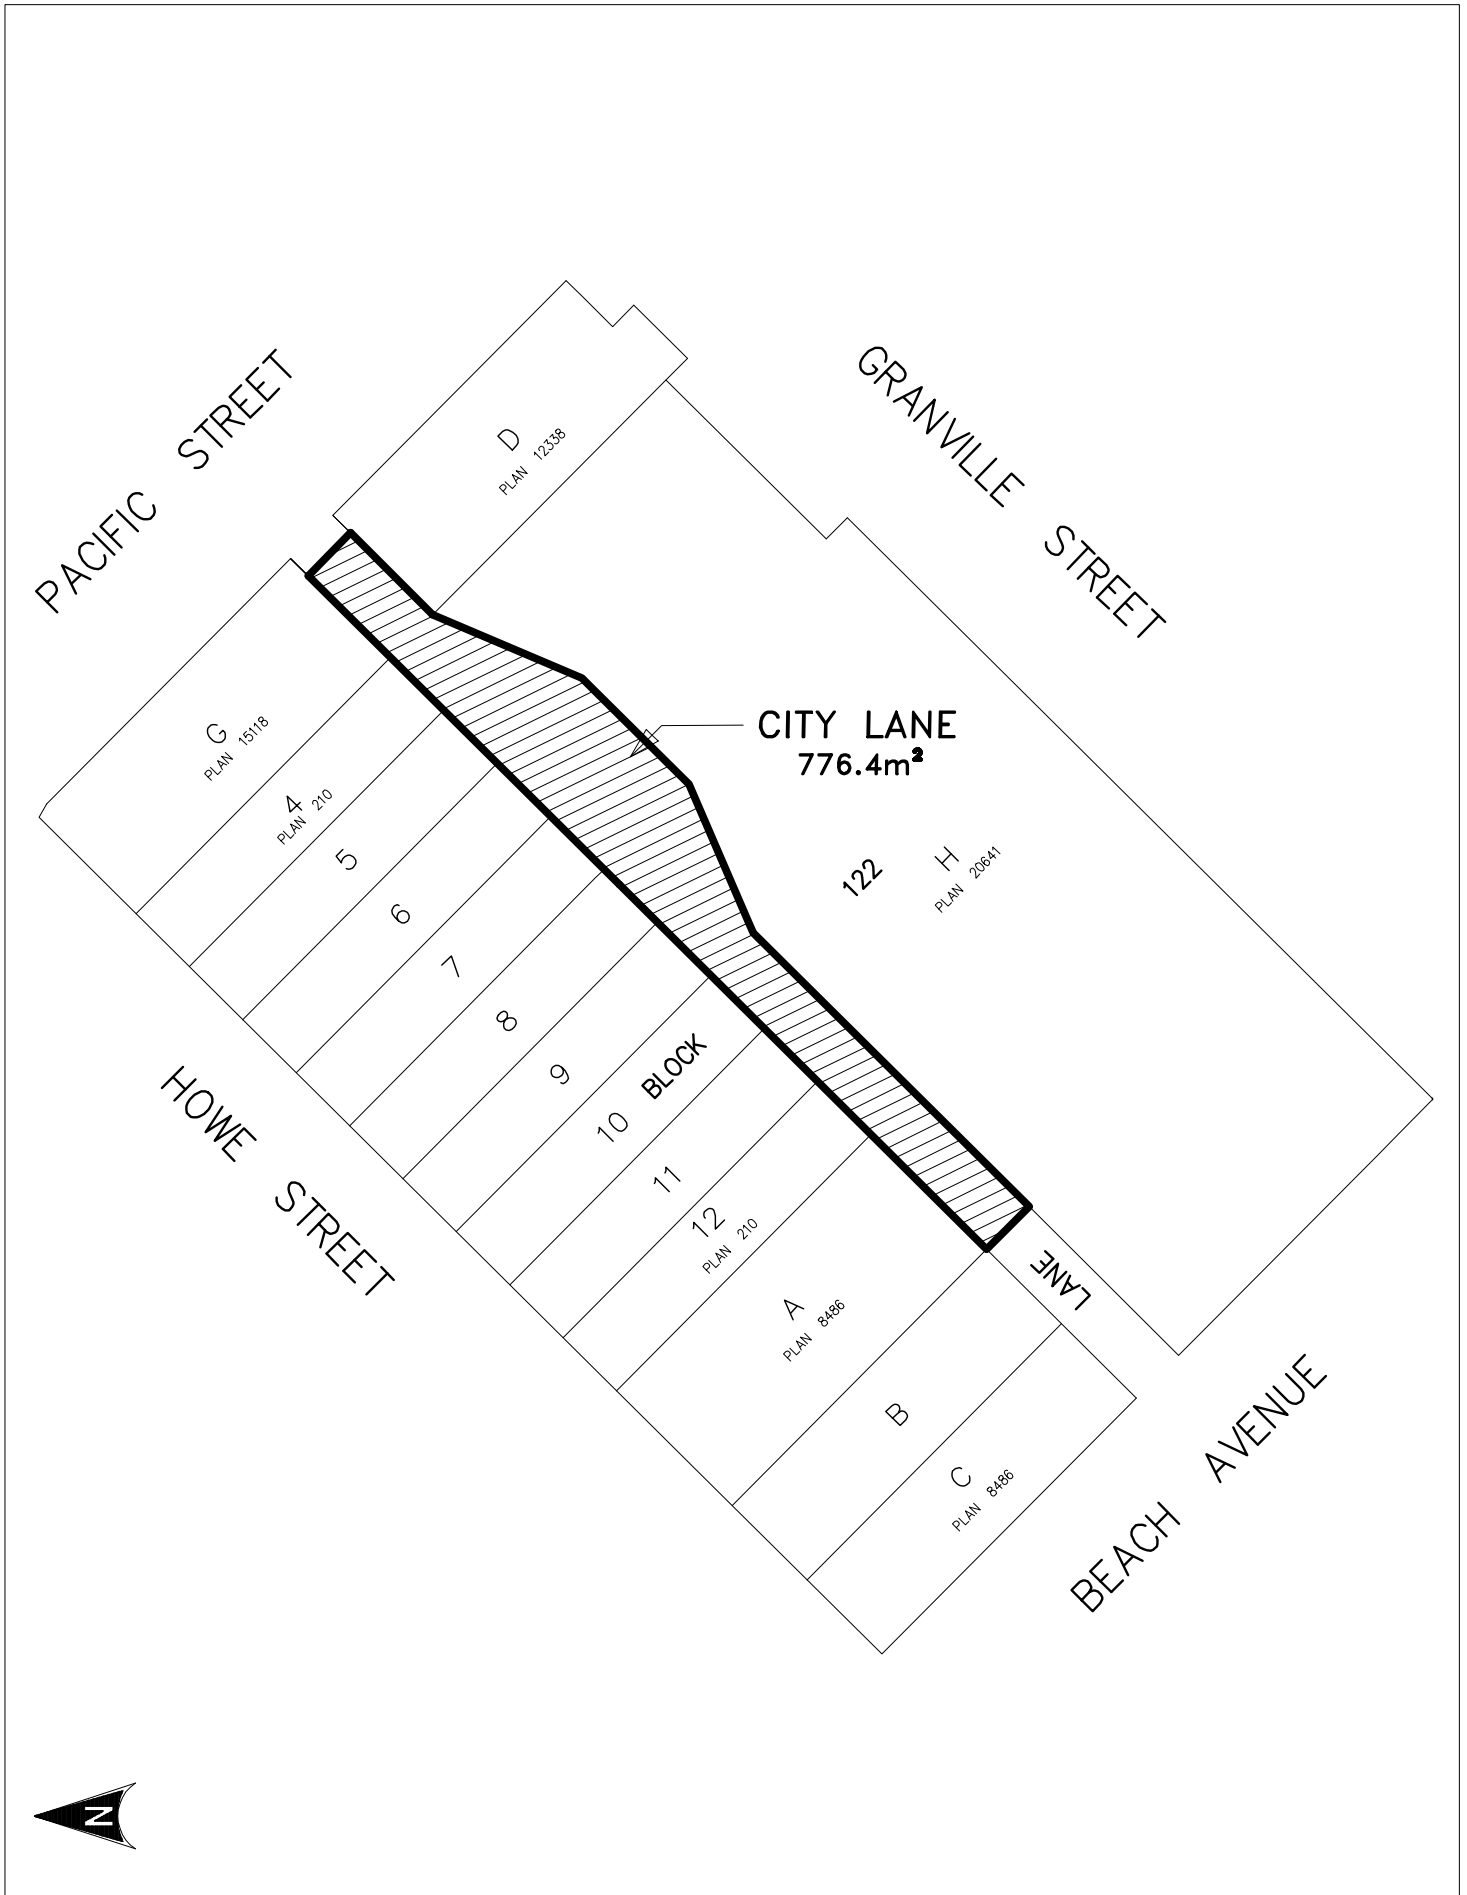 PACIFIC STREET
GRANVILLE STREET
D
PLAN 12338
CITY LANE
776.4m²
G
PLAN 15118
4
PLAN 210
5
6
7
8
9
10
11
12
PLAN 210
BLOCK
122
H
PLAN 20641
HOWE STREET
A
PLAN 8486
B
C
PLAN 8486
LANE
BEACH AVENUE
N